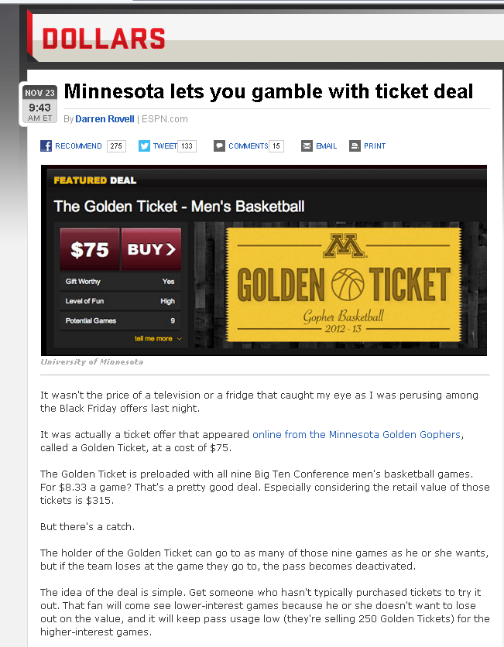 DOLLARS
NOV 23
9:43
AM ET
Minnesota lets you gamble with ticket deal
By Darren Rovell | ESPN.com
RECOMMEND 275 TWEET 133 COMMENTS 15 EMAIL PRINT
FEATURED DEAL
The Golden Ticket - Men's Basketball
$75 BUY>
Gift Worthy Yes
Level of Fun High
Potential Games 9
tell me more
M
GOLDEN TICKET
Gopher Basketball
2012 - 13
University of Minnesota
It wasn't the price of a television or a fridge that caught my eye as I was perusing among
the Black Friday offers last night.
It was actually a ticket offer that appeared online from the Minnesota Golden Gophers,
called a Golden Ticket, at a cost of $75.
The Golden Ticket is preloaded with all nine Big Ten Conference men's basketball games.
For $8.33 a game? That's a pretty good deal. Especially considering the retail value of those
tickets is $315.
But there's a catch.
The holder of the Golden Ticket can go to as many of those nine games as he or she wants,
but if the team loses at the game they go to, the pass becomes deactivated.
The idea of the deal is simple. Get someone who hasn't typically purchased tickets to try it
out. That fan will come see lower-interest games because he or she doesn't want to lose
out on the value, and it will keep pass usage low (they're selling 250 Golden Tickets) for the
higher-interest games.